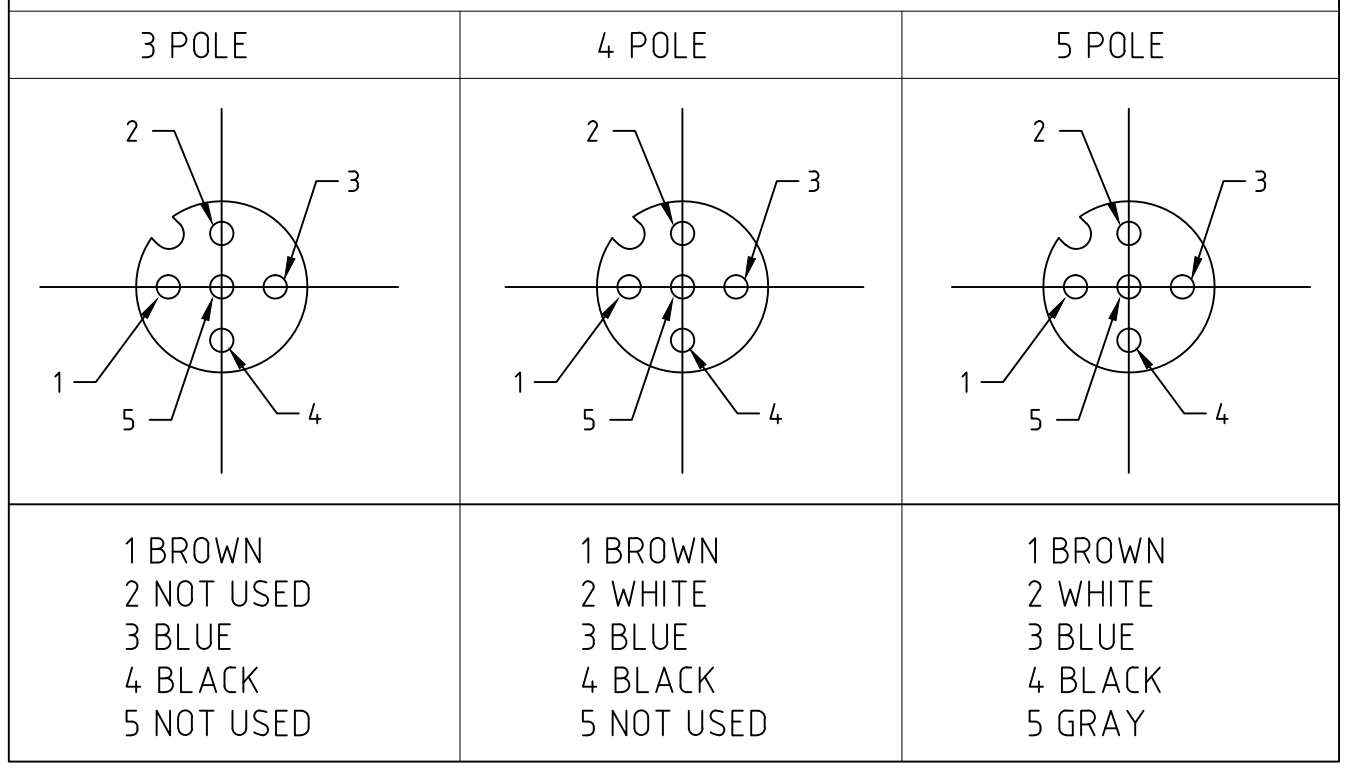 3 POLE
4 POLE
5 POLE
2
3
1
5
4
2
3
1
5
4
2
3
1
5
4
1 BROWN
2 NOT USED
3 BLUE
4 BLACK
5 NOT USED
1 BROWN
2 WHITE
3 BLUE
4 BLACK
5 NOT USED
1 BROWN
2 WHITE
3 BLUE
4 BLACK
5 GRAY